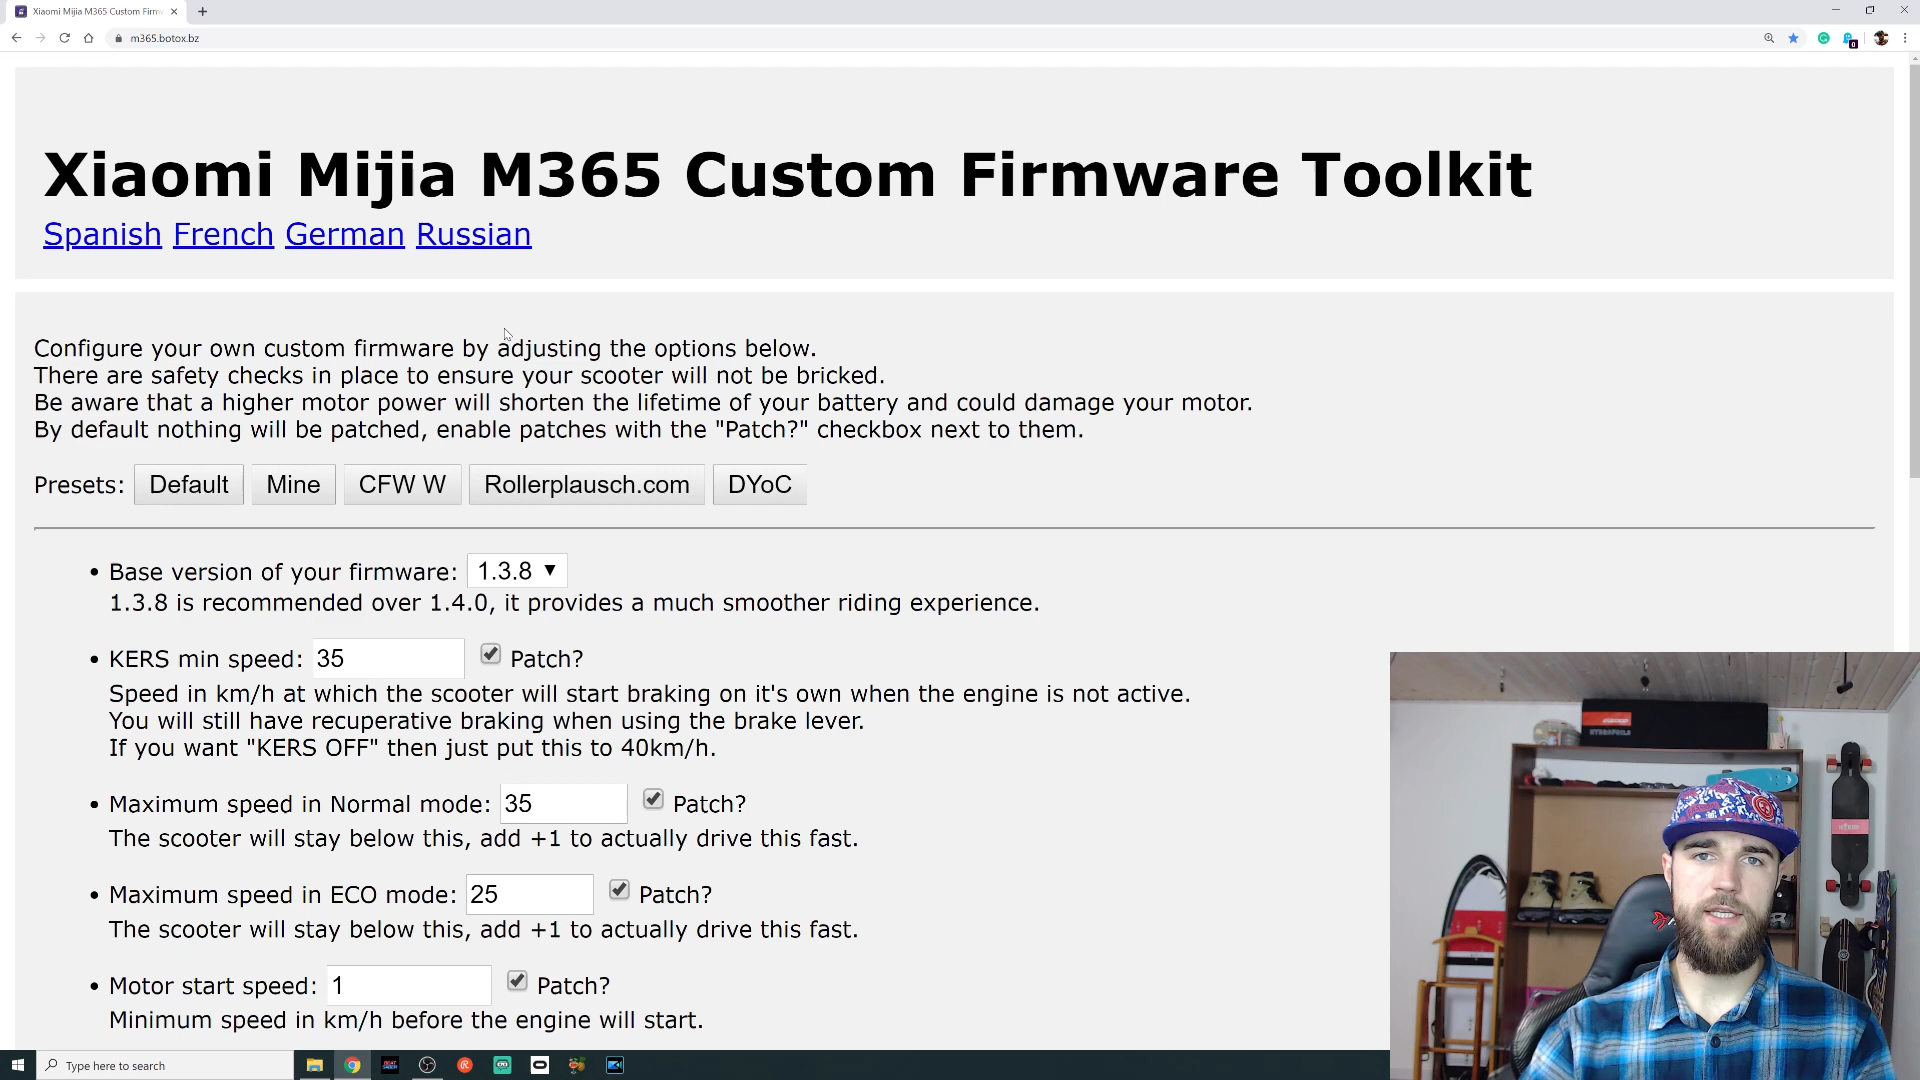 Xiaomi Mijia M365 Custom Firm
m365.botox.bz
Xiaomi Mijia M365 Custom Firmware Toolkit
Spanish French German Russian
Configure your own custom firmware by adjusting the options below.
There are safety checks in place to ensure your scooter will not be bricked.
Be aware that a higher motor power will shorten the lifetime of your battery and could damage your motor.
By default nothing will be patched, enable patches with the "Patch?" checkbox next to them.
Presets: Default Mine CFW W Rollerplausch.com DYoC
• Base version of your firmware: 1.3.8
1.3.8 is recommended over 1.4.0, it provides a much smoother riding experience.
• KERS min speed: 35 Patch?
Speed in km/h at which the scooter will start braking on it's own when the engine is not active.
You will still have recuperative braking when using the brake lever.
If you want "KERS OFF" then just put this to 40km/h.
• Maximum speed in Normal mode: 35 Patch?
The scooter will stay below this, add +1 to actually drive this fast.
• Maximum speed in ECO mode: 25 Patch?
The scooter will stay below this, add +1 to actually drive this fast.
• Motor start speed: 1 Patch?
Minimum speed in km/h before the engine will start.
Type here to search